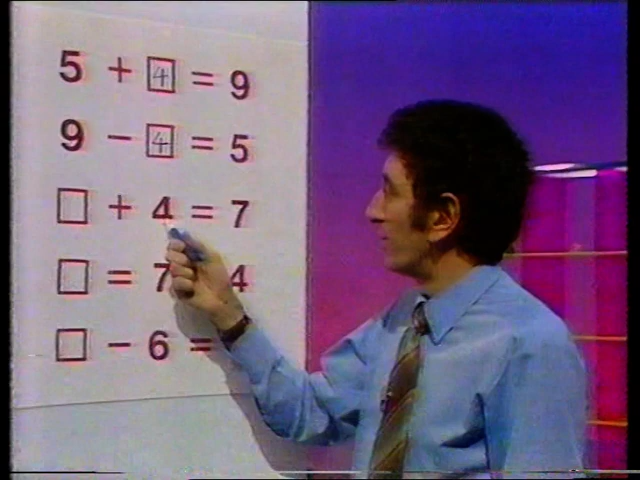 5 + 4 = 9
9 - 4 = 5
□ + 4 = 7
□ = 7 4
□ - 6 =